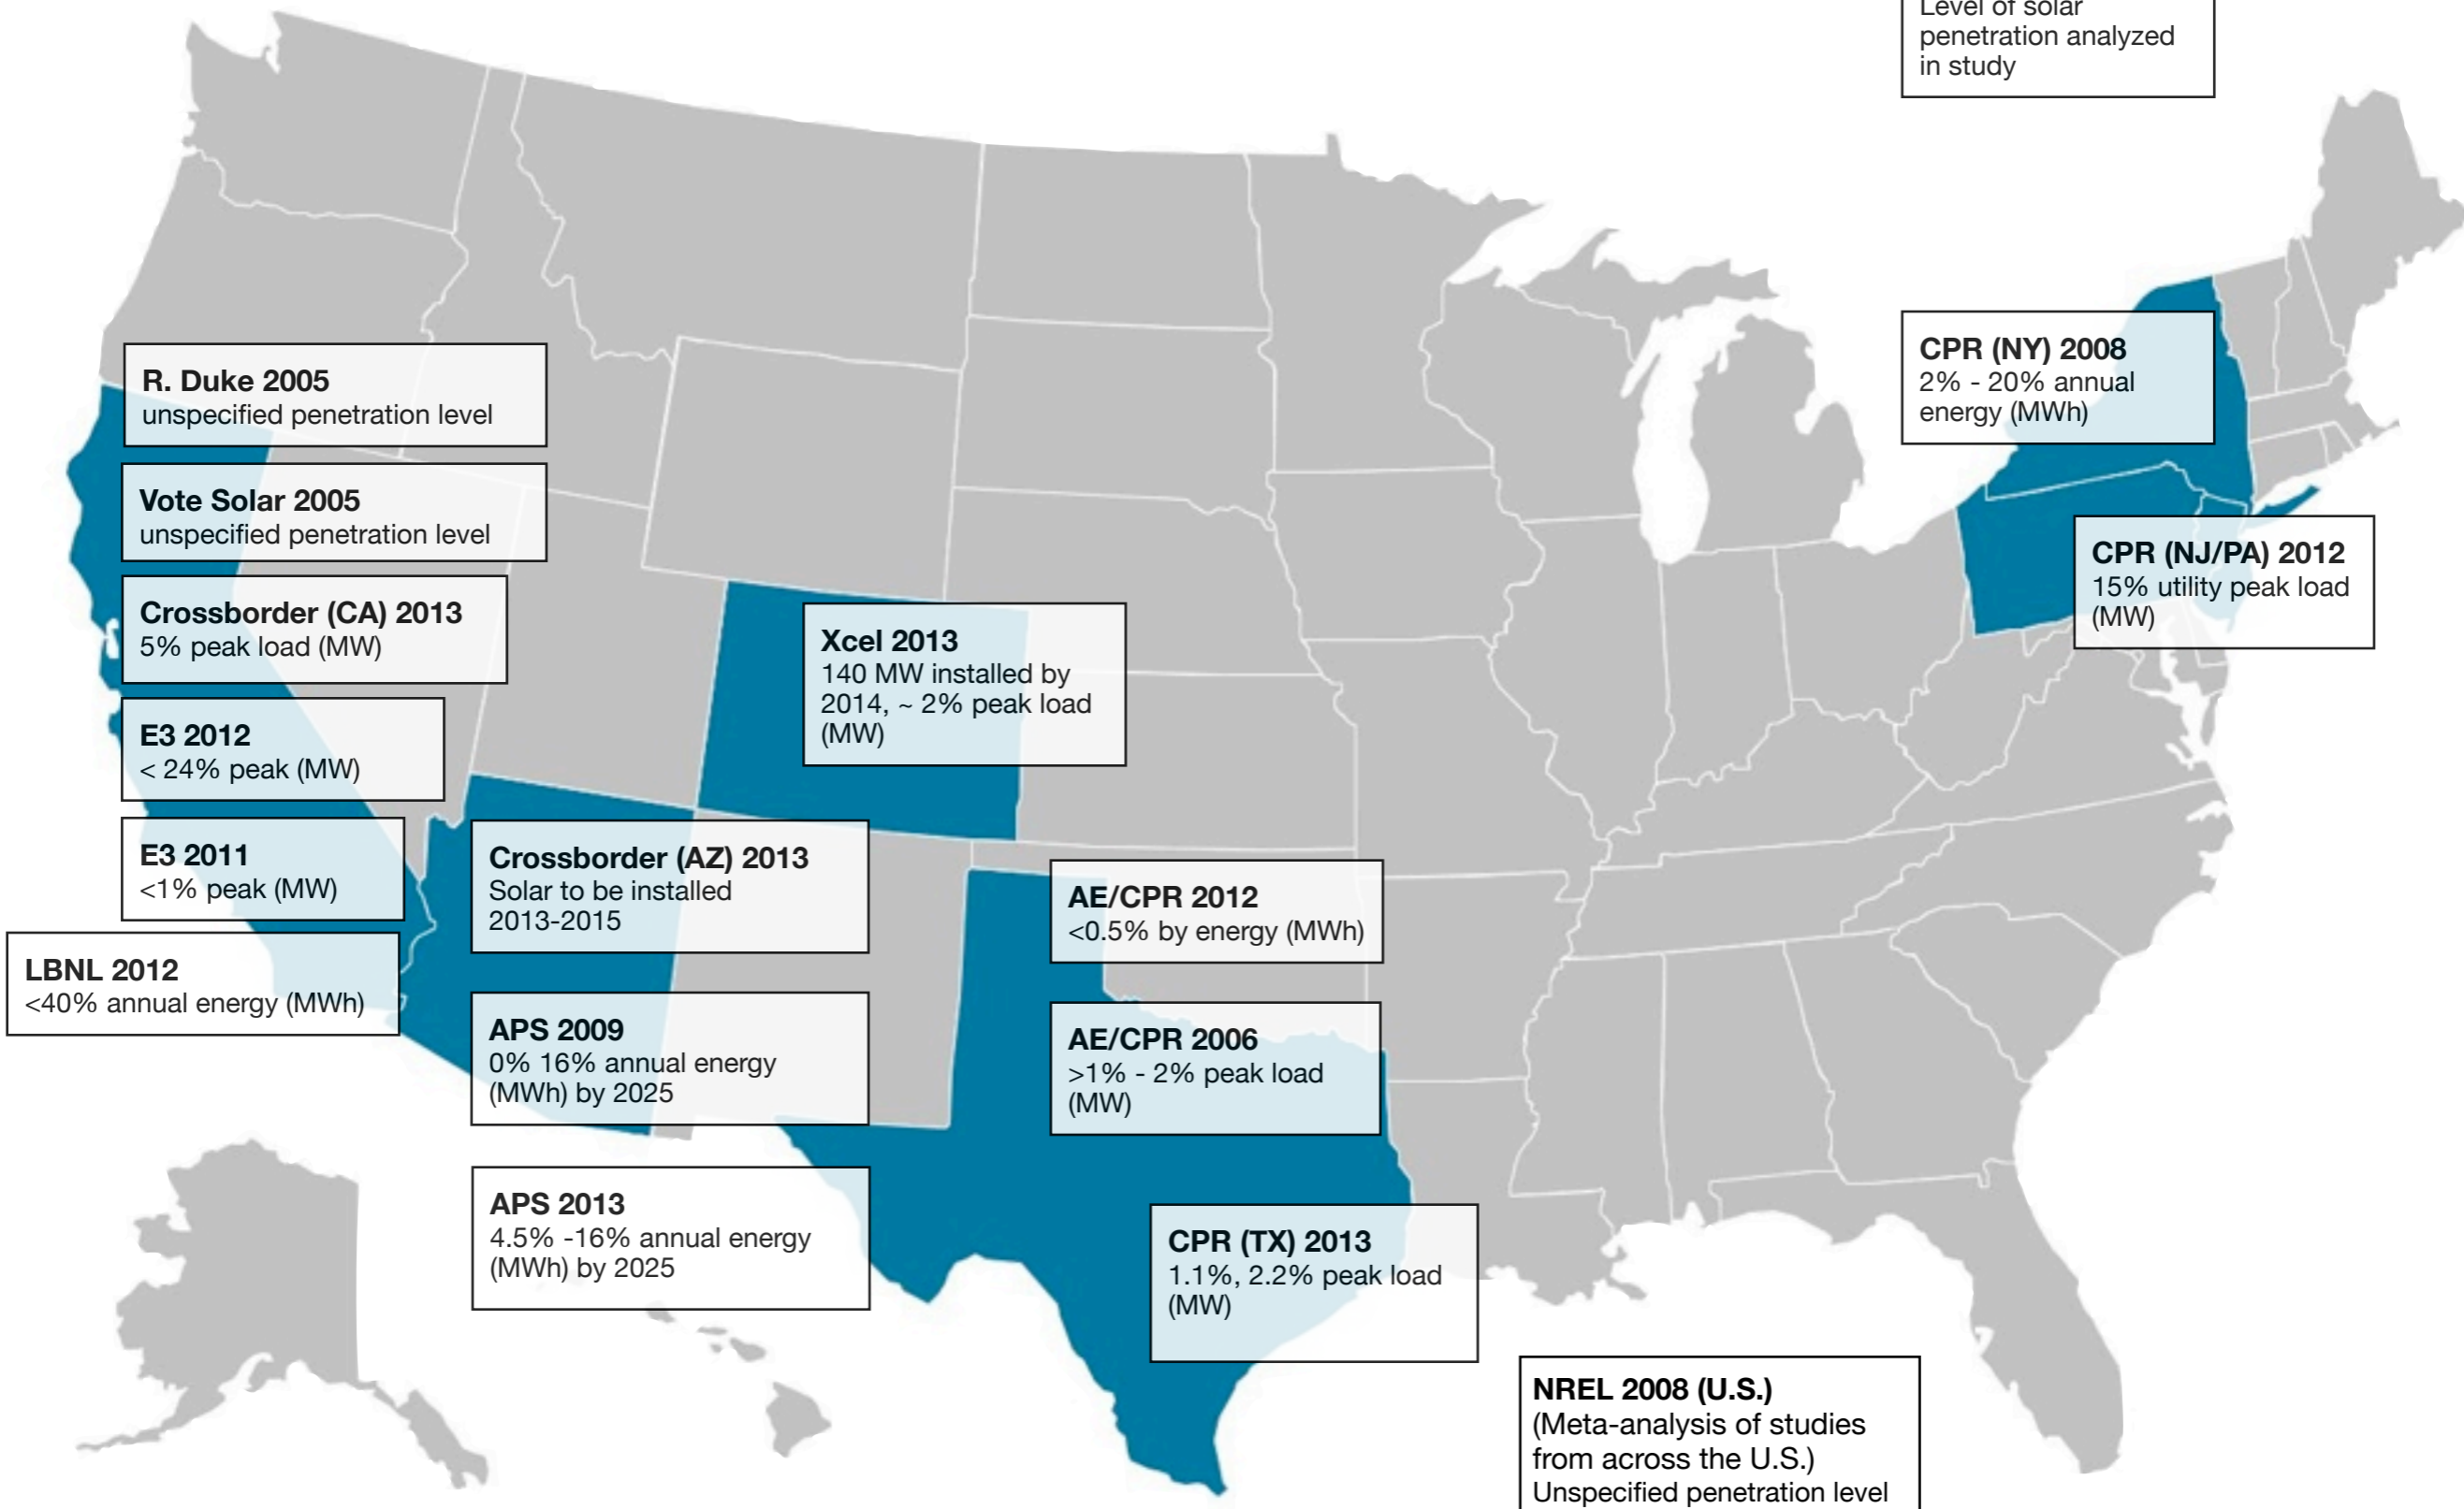 Level of solar
penetration analyzed
in study
R. Duke 2005
unspecified penetration level
Vote Solar 2005
unspecified penetration level
Crossborder (CA) 2013
5% peak load (MW)
E3 2012
< 24% peak (MW)
E3 2011
<1% peak (MW)
LBNL 2012
<40% annual energy (MWh)
Xcel 2013
140 MW installed by
2014, ~ 2% peak load
(MW)
Crossborder (AZ) 2013
Solar to be installed
2013-2015
APS 2009
0% 16% annual energy
(MWh) by 2025
APS 2013
4.5% -16% annual energy
(MWh) by 2025
AE/CPR 2012
<0.5% by energy (MWh)
AE/CPR 2006
>1% - 2% peak load
(MW)
CPR (TX) 2013
1.1%, 2.2% peak load
(MW)
CPR (NY) 2008
2% - 20% annual
energy (MWh)
CPR (NJ/PA) 2012
15% utility peak load
(MW)
NREL 2008 (U.S.)
(Meta-analysis of studies
from across the U.S.)
Unspecified penetration level